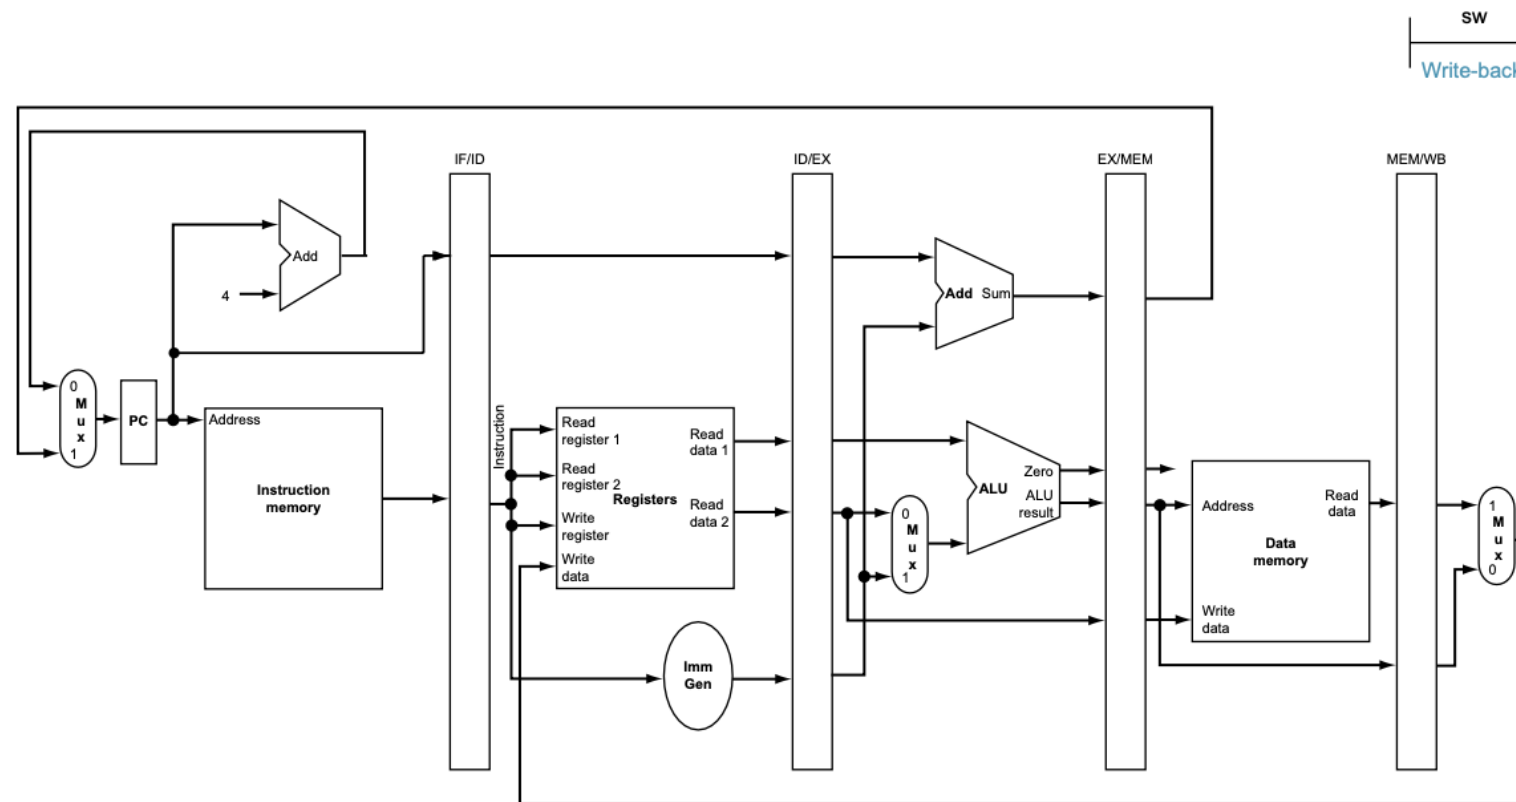 SW
Write-back
IF/ID
ID/EX
EX/MEM
MEM/WB
Add
4
Add Sum
0
M
u
x
1
PC
Address
Instruction
memory
Instruction
Read
register 1
Read
register 2
Write
register
Write
data
Registers
Read
data 1
Read
data 2
Imm
Gen
0
M
u
x
1
ALU
Zero
ALU
result
Address
Read
data
Data
memory
Write
data
1
M
u
x
0